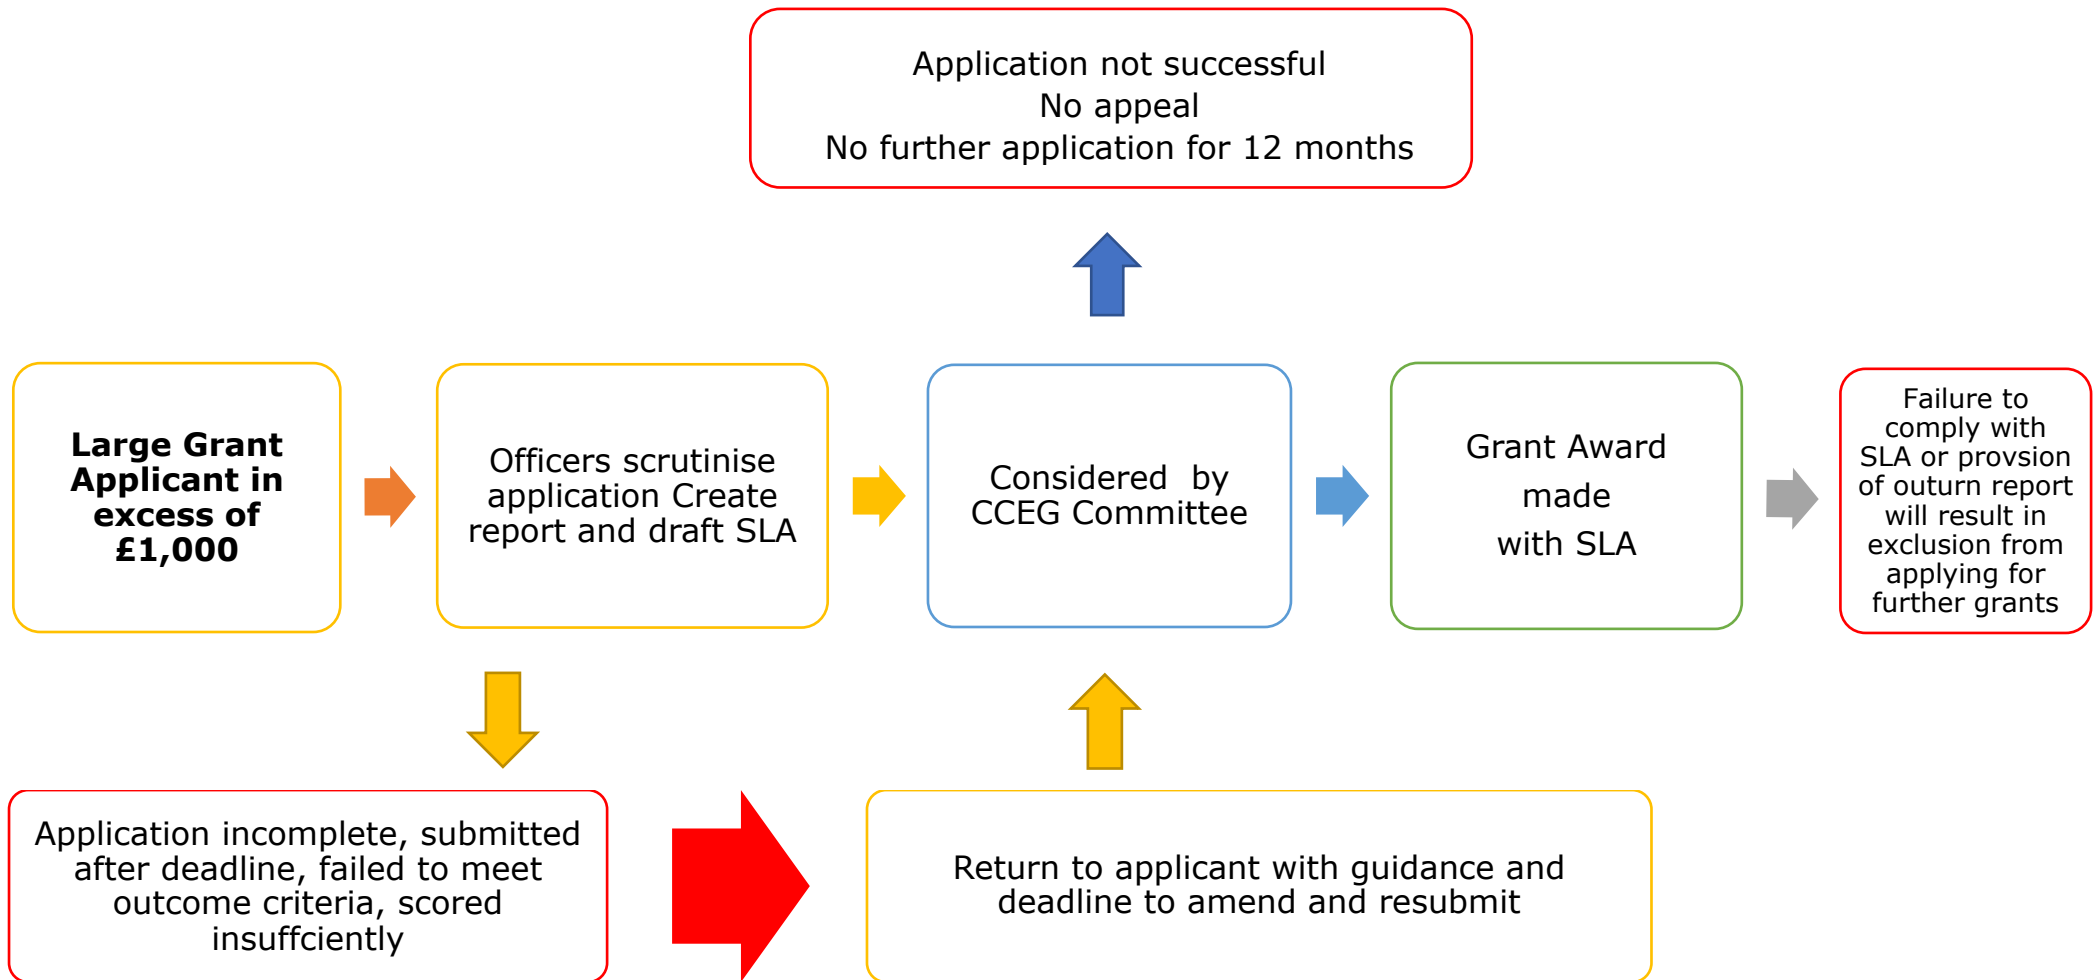 Application not successful
No appeal
No further application for 12 months
Large Grant
Applicant in
excess of
£1,000
Officers scrutinise
application Create
report and draft SLA
Considered  by
CCEG Committee
Grant Award
made
with SLA
Failure to
comply with
SLA or provsion
of outurn report
will result in
exclusion from
applying for
further grants
Application incomplete, submitted
after deadline, failed to meet
outcome criteria, scored
insuffciently
Return to applicant with guidance and
deadline to amend and resubmit